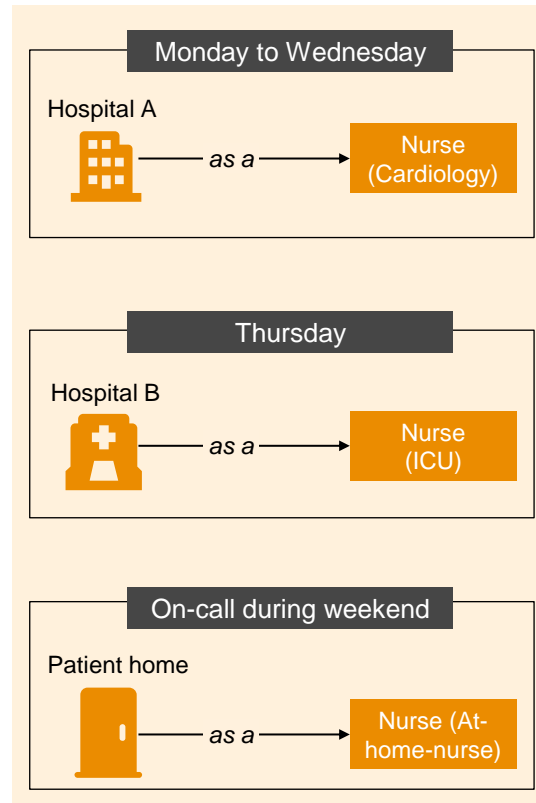 Monday to Wednesday
Hospital A
as a
Nurse
(Cardiology)
Thursday
Hospital B
as a
Nurse
(ICU)
On-call during weekend
Patient home
as a
Nurse (At-
home-nurse)